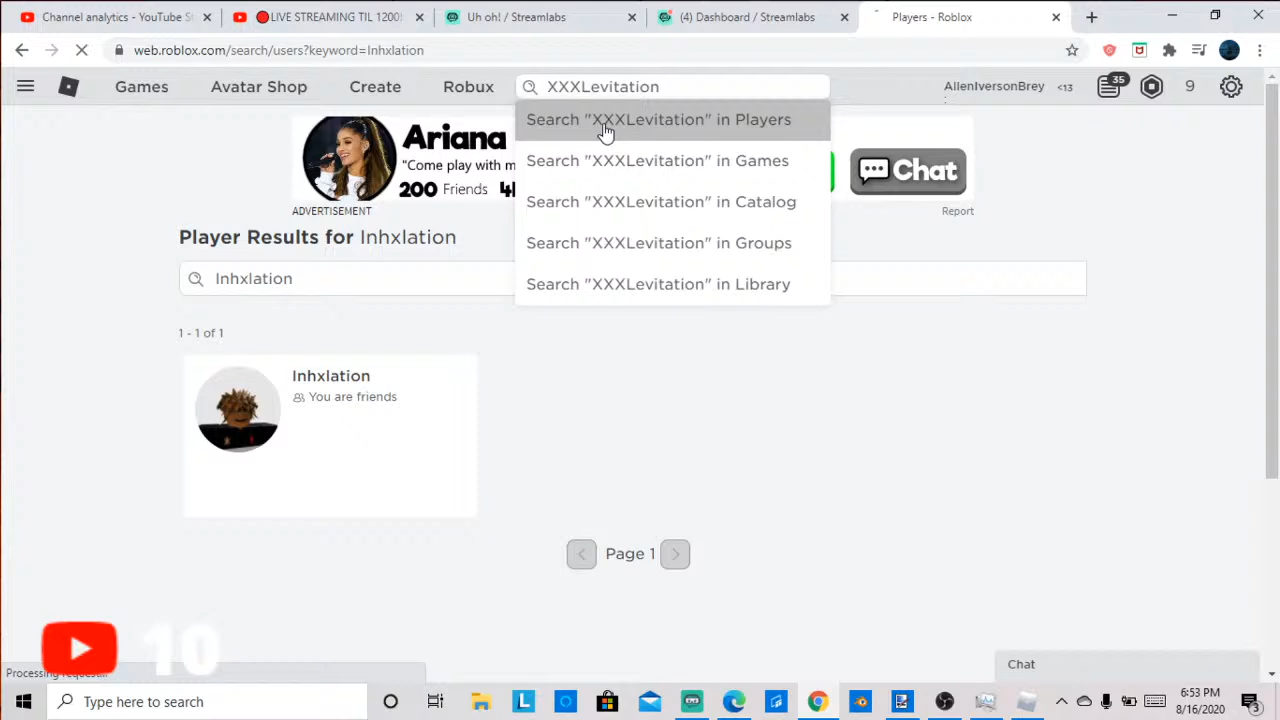 Channel analytics - YouTube St
LIVE STREAMING TIL 1200!
Uh oh! / Streamlabs
(4) Dashboard / Streamlabs
Players - Roblox
web.roblox.com/search/users?keyword=Inhxlation
Games
Avatar Shop
Create
Robux
XXXLevitation
AllenIversonBrey
<13
35
9
Search "XXXLevitation" in Players
Search "XXXLevitation" in Games
Search "XXXLevitation" in Catalog
Search "XXXLevitation" in Groups
Search "XXXLevitation" in Library
Ariana
"Come play with m
200 Friends
Chat
ADVERTISEMENT
Report
Player Results for Inhxlation
Inhxlation
1 - 1 of 1
Inhxlation
You are friends
Page 1
10
Processing request...
Chat
Type here to search
6:53 PM
8/16/2020
3